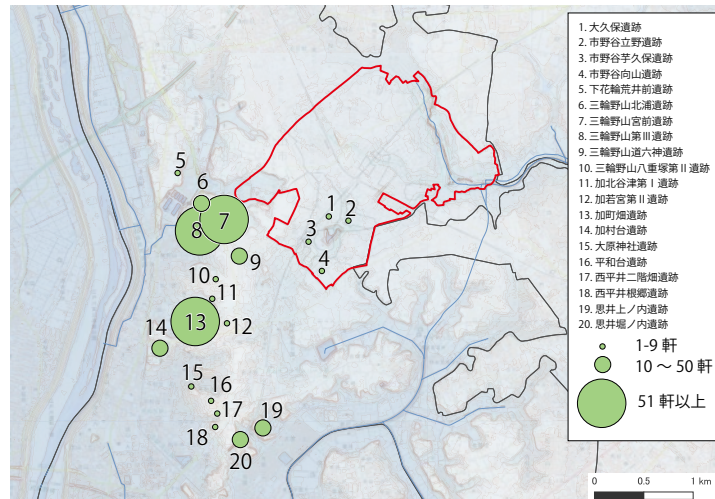 1. 大久保遺跡
2. 市野谷立野遺跡
3. 市野谷芋久保遺跡
4. 市野谷向山遺跡
5. 下花輪荒井前遺跡
6. 三輪野山北浦遺跡
7. 三輪野山宮前遺跡
8. 三輪野山第Ⅲ遺跡
9. 三輪野山道六神遺跡
10. 三輪野山八重塚第Ⅱ遺跡
11. 加北谷津第Ⅰ遺跡
12. 加若宮第Ⅱ遺跡
13. 加町畑遺跡
14. 加村台遺跡
15. 大原神社遺跡
16. 平和台遺跡
17. 西平井二階畑遺跡
18. 西平井根郷遺跡
19. 思井上ノ内遺跡
20. 思井堀ノ内遺跡
1-9 軒
10 ～ 50 軒
51 軒以上
0 0.5 1 km
5
6
7
8
1
2
3
9
4
10
11
13
12
14
15
16
17
18
19
20